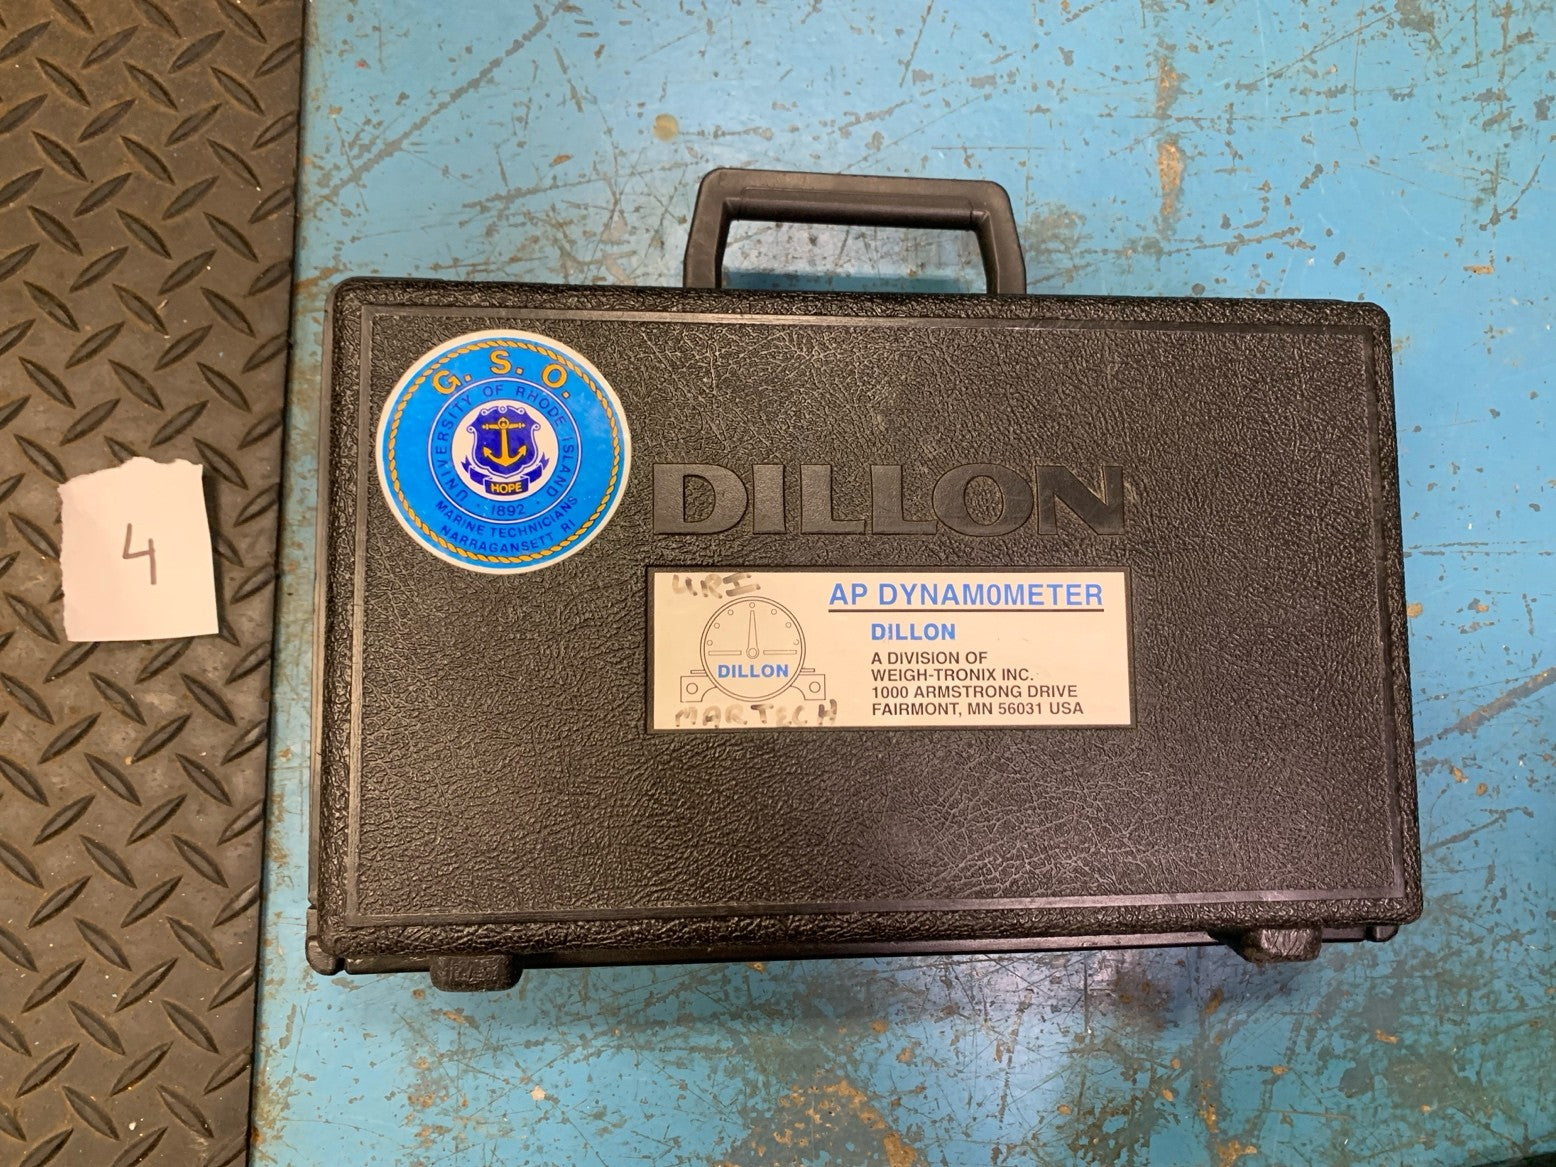 4
G. S. O.
UNIVERSITY OF RHODE ISLAND
HOPE
· 1892 ·
MARINE TECHNICIANS
NARRAGANSETT RI
DILLON
URI
AP DYNAMOMETER
DILLON
DILLON
A DIVISION OF
WEIGH-TRONIX INC.
1000 ARMSTRONG DRIVE
FAIRMONT, MN 56031 USA
MARTECH